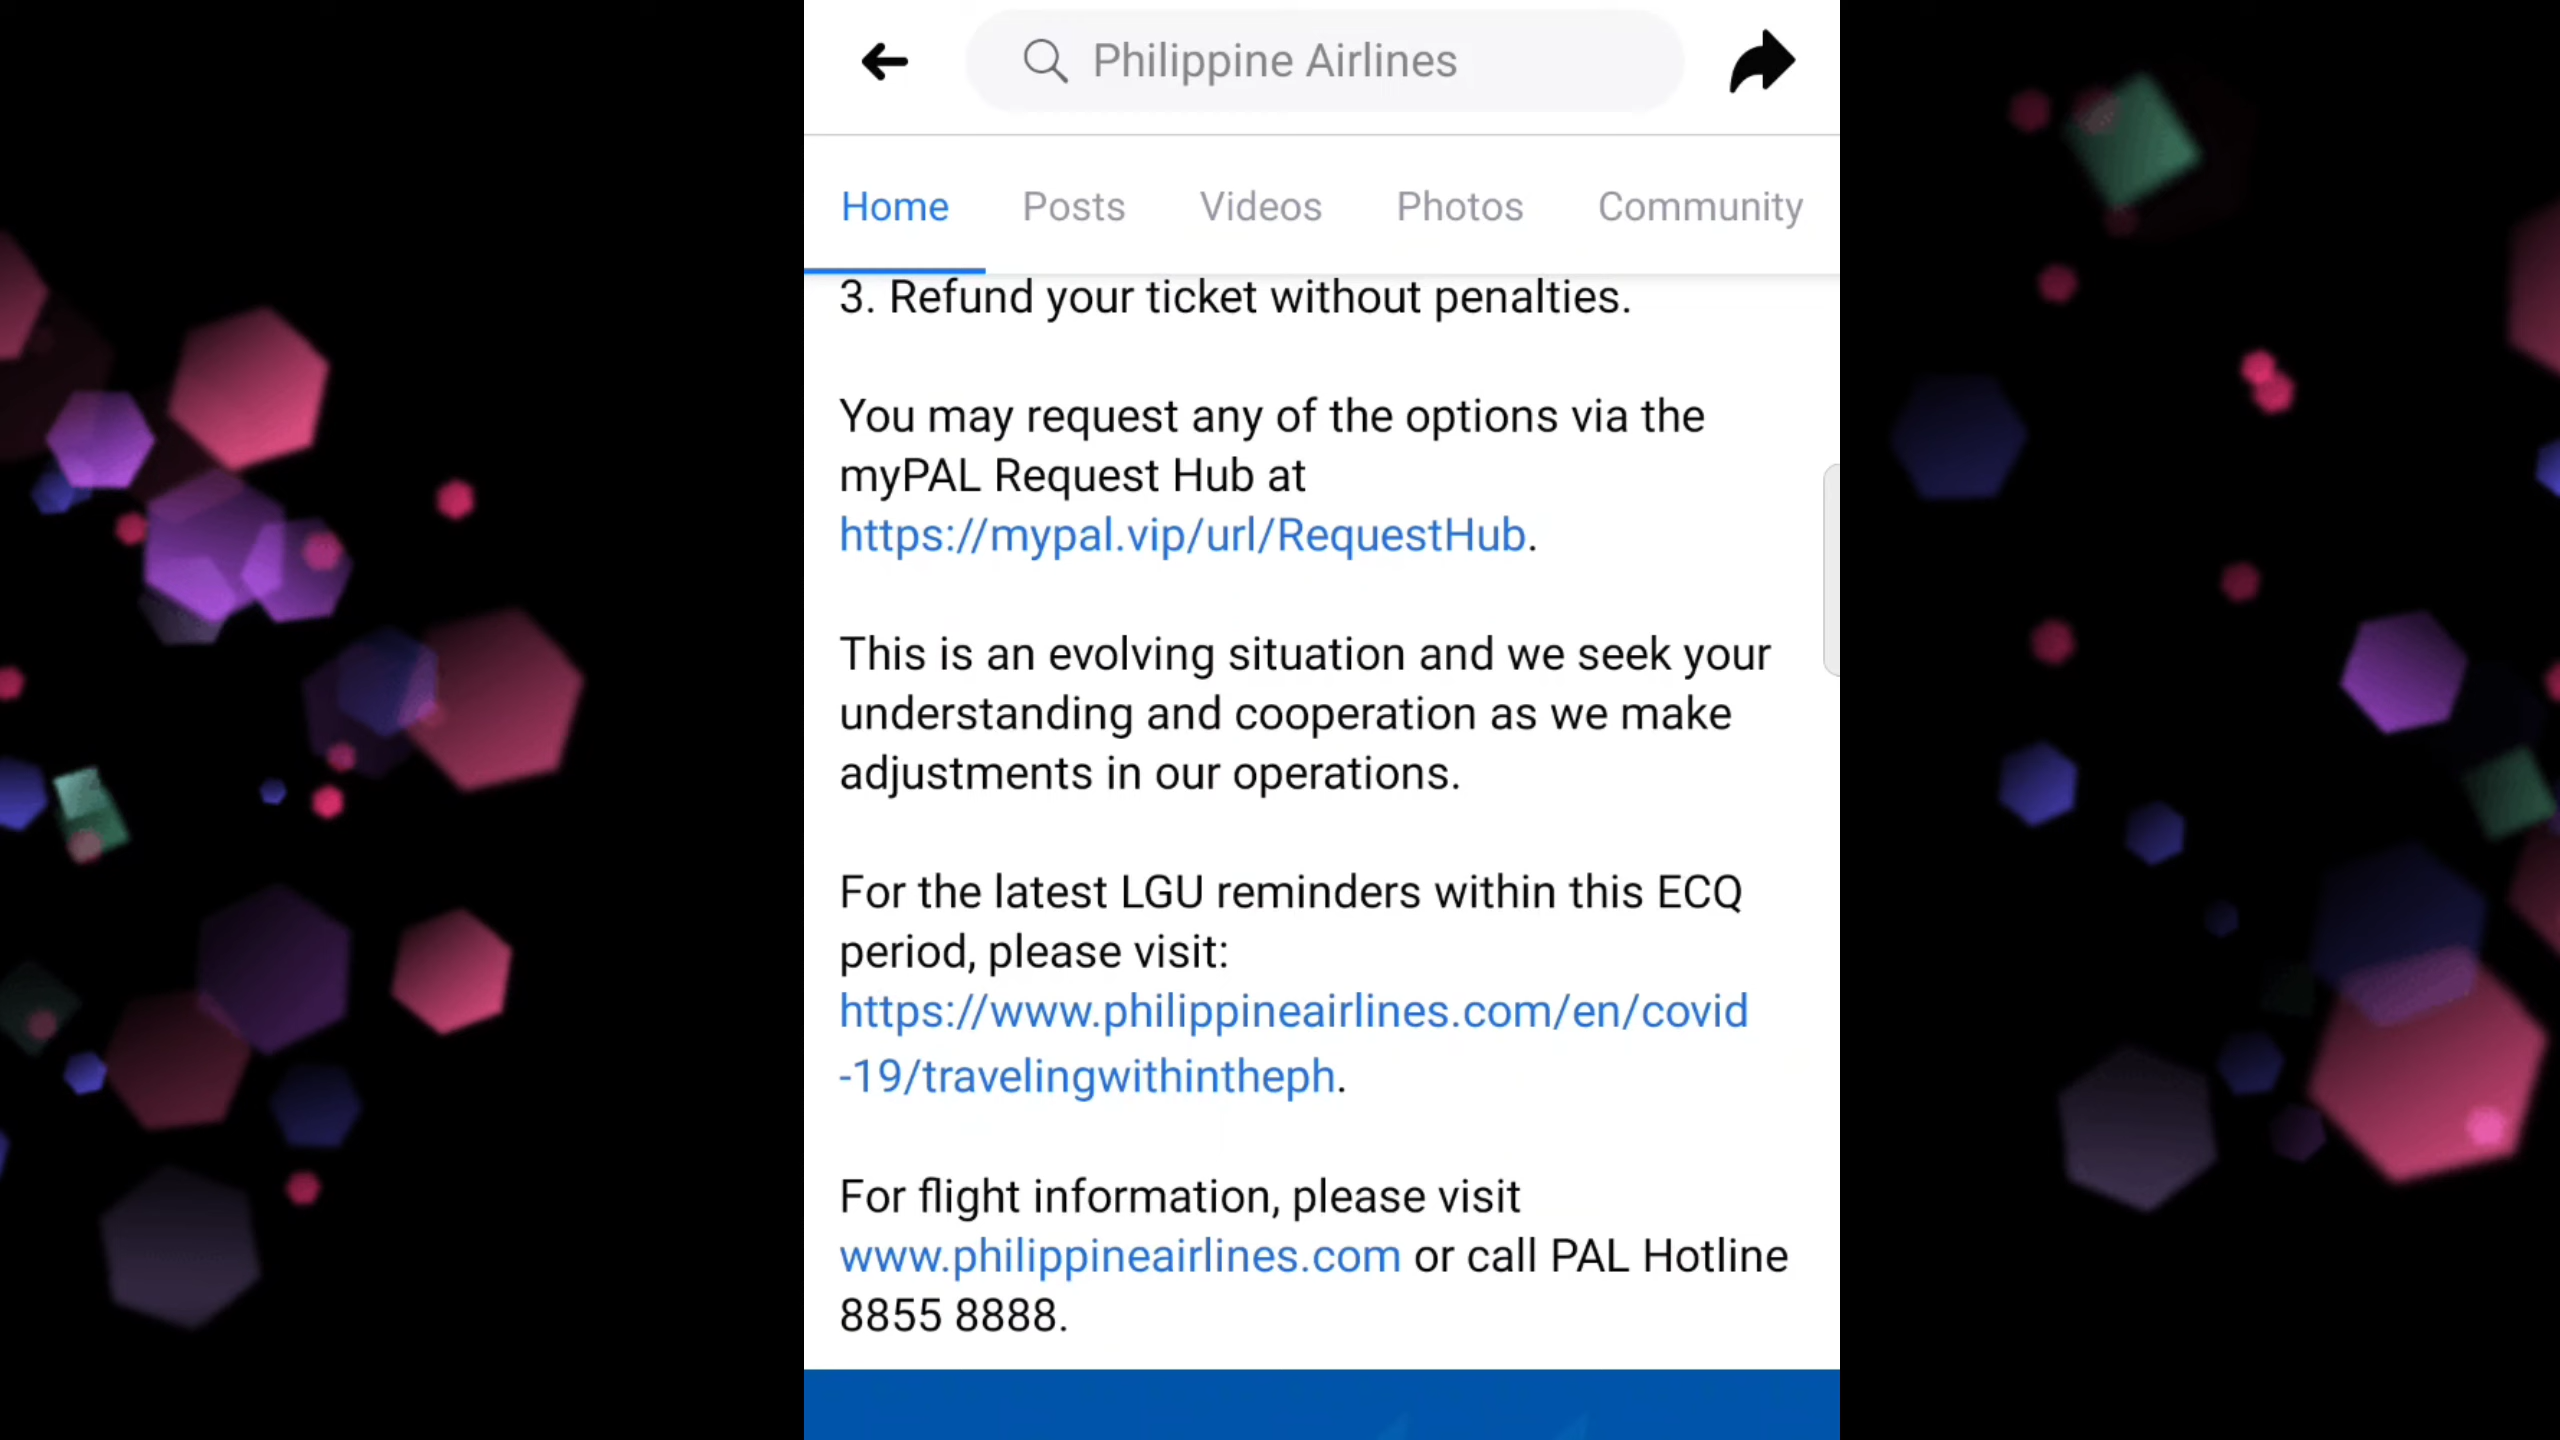 Philippine Airlines
Home Posts Videos Photos Community
3. Refund your ticket without penalties.
You may request any of the options via the
myPAL Request Hub at
https://mypal.vip/url/RequestHub.
This is an evolving situation and we seek your
understanding and cooperation as we make
adjustments in our operations.
For the latest LGU reminders within this ECQ
period, please visit:
https://www.philippineairlines.com/en/covid
-19/travelingwithintheph.
For flight information, please visit
www.philippineairlines.com or call PAL Hotline
8855 8888.